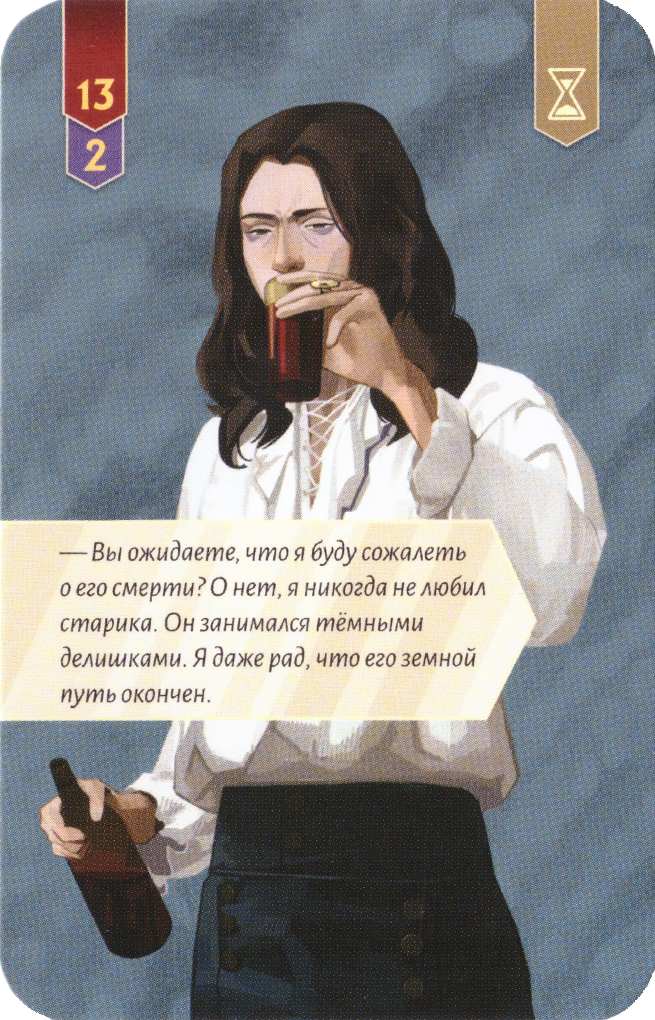 13
2
— Вы ожидаете, что я буду сожалеть
о его смерти? О нет, я никогда не любил
старика. Он занимался тёмными
делишками. Я даже рад, что его земной
путь окончен.